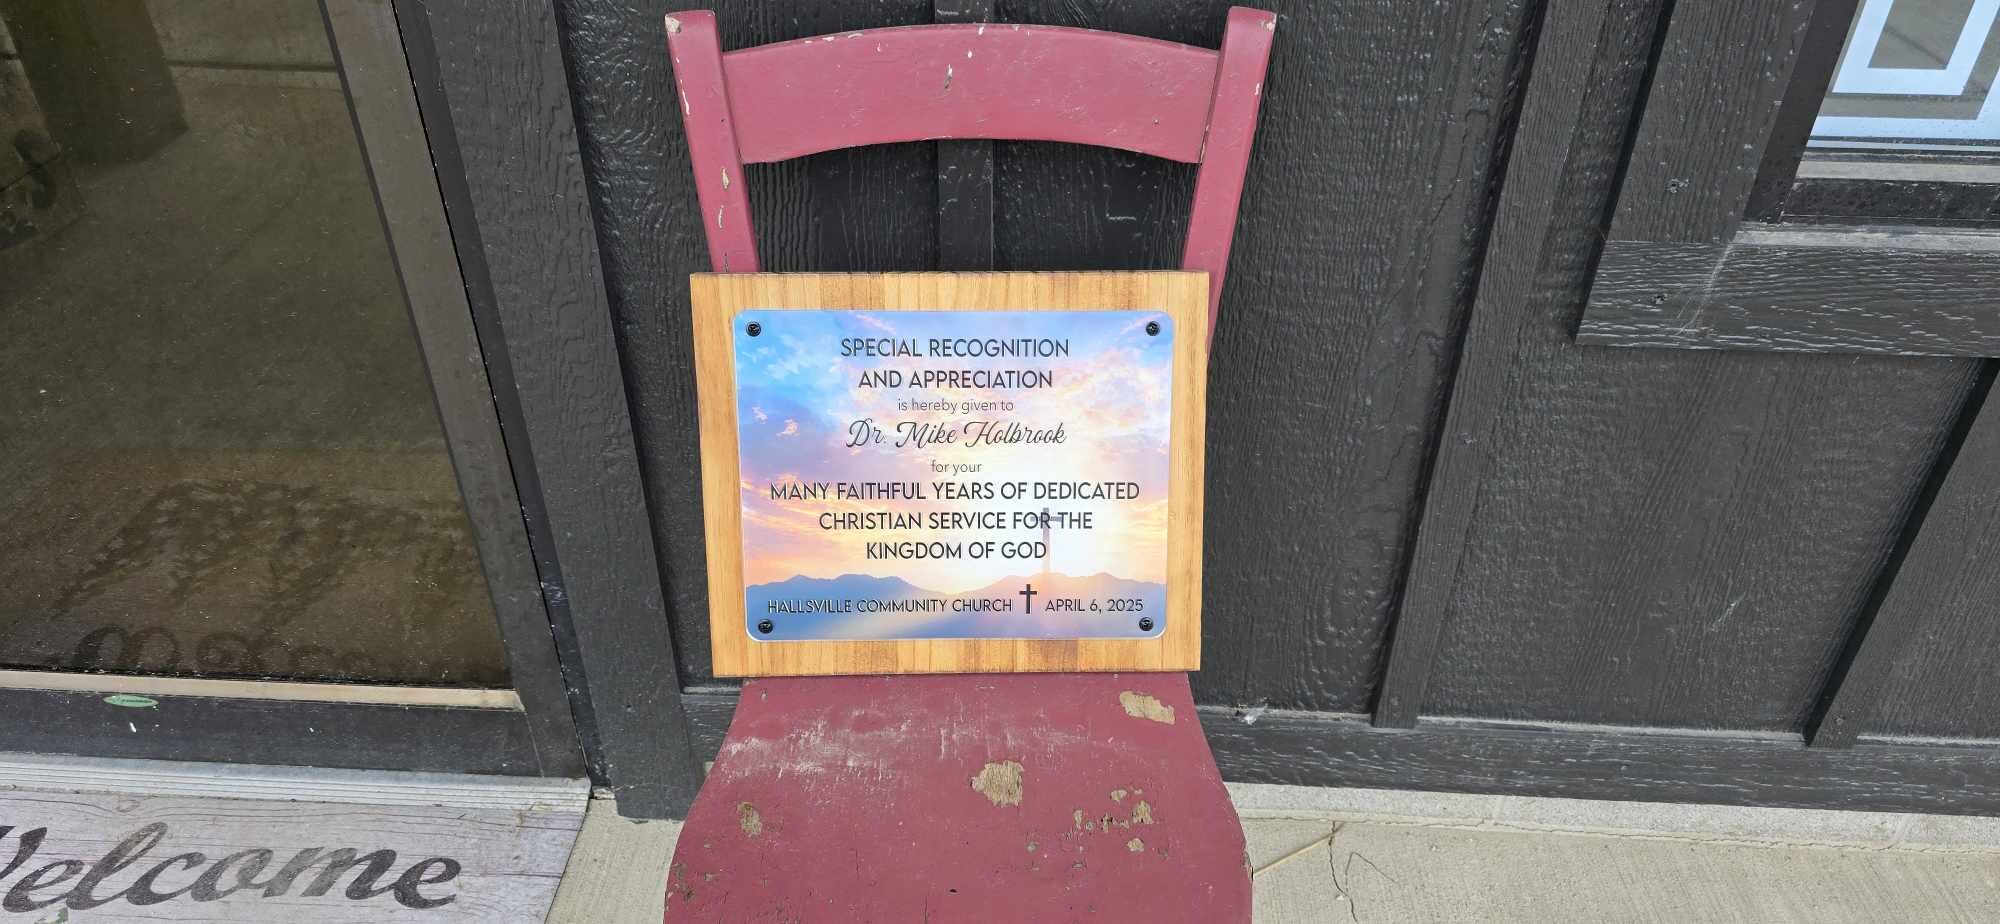 SPECIAL RECOGNITION
AND APPRECIATION
is hereby given to
Dr. Mike Holbrook
for your
MANY FAITHFUL YEARS OF DEDICATED
CHRISTIAN SERVICE FOR THE
KINGDOM OF GOD
HALLSVILLE COMMUNITY CHURCH APRIL 6, 2025
Welcome